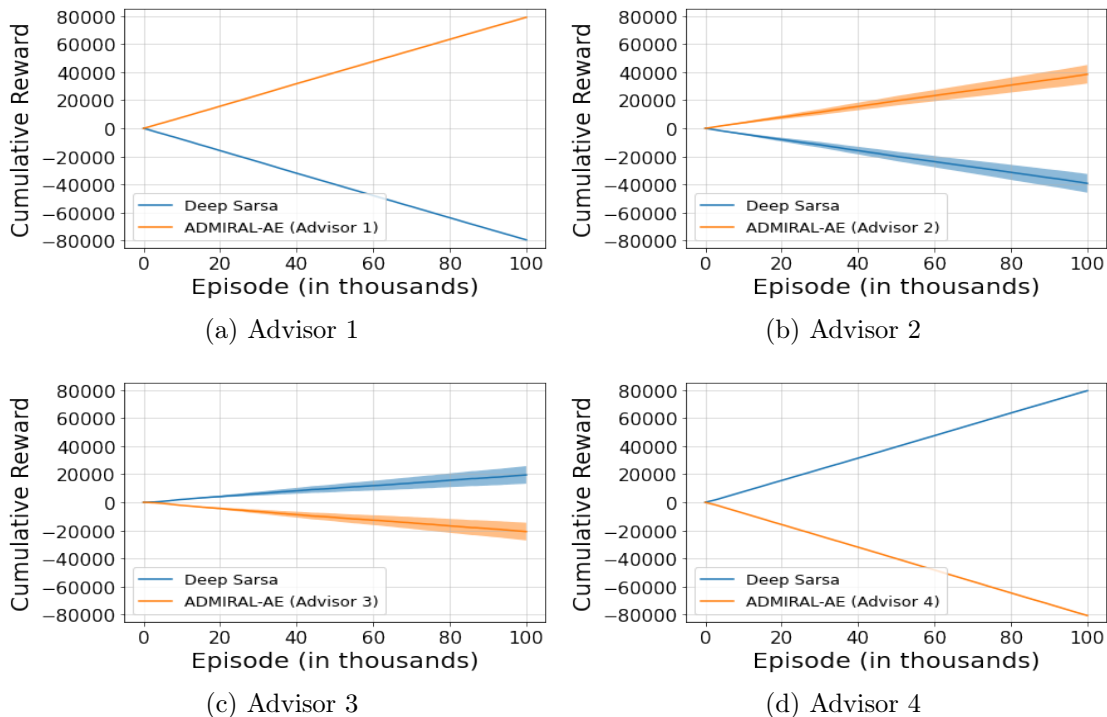 80000
60000
40000
20000
0
−20000
−40000
−60000
−80000
Cumulative Reward
Deep Sarsa
ADMIRAL-AE (Advisor 1)
0 20 40 60 80 100
Episode (in thousands)
(a) Advisor 1
80000
60000
40000
20000
0
−20000
−40000
−60000
−80000
Cumulative Reward
Deep Sarsa
ADMIRAL-AE (Advisor 2)
0 20 40 60 80 100
Episode (in thousands)
(b) Advisor 2
80000
60000
40000
20000
0
−20000
−40000
−60000
−80000
Cumulative Reward
Deep Sarsa
ADMIRAL-AE (Advisor 3)
0 20 40 60 80 100
Episode (in thousands)
(c) Advisor 3
80000
60000
40000
20000
0
−20000
−40000
−60000
−80000
Cumulative Reward
Deep Sarsa
ADMIRAL-AE (Advisor 4)
0 20 40 60 80 100
Episode (in thousands)
(d) Advisor 4